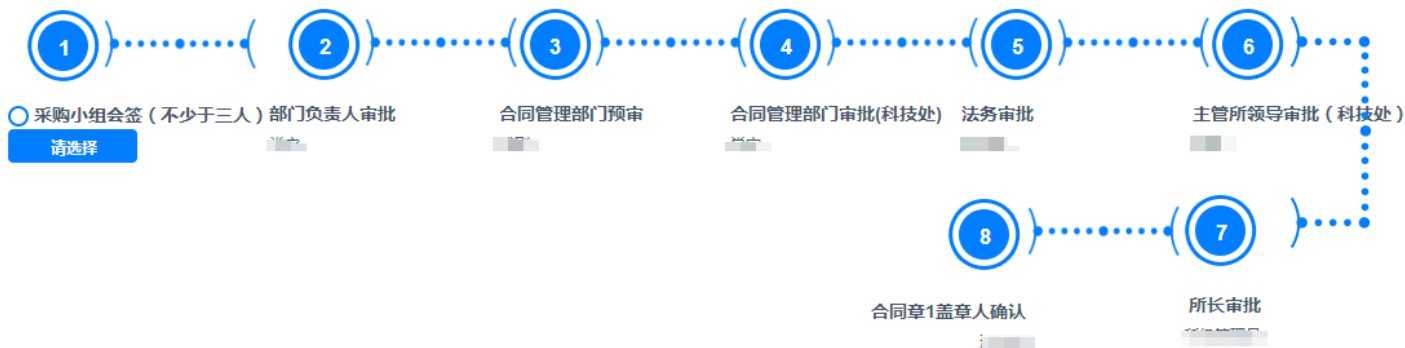 1
2
3
4
5
6
采购小组会签（不少于三人）
部门负责人审批
合同管理部门预审
合同管理部门审批(科技处)
法务审批
主管所领导审批（科技处）
请选择
8
7
合同章1盖章人确认
所长审批